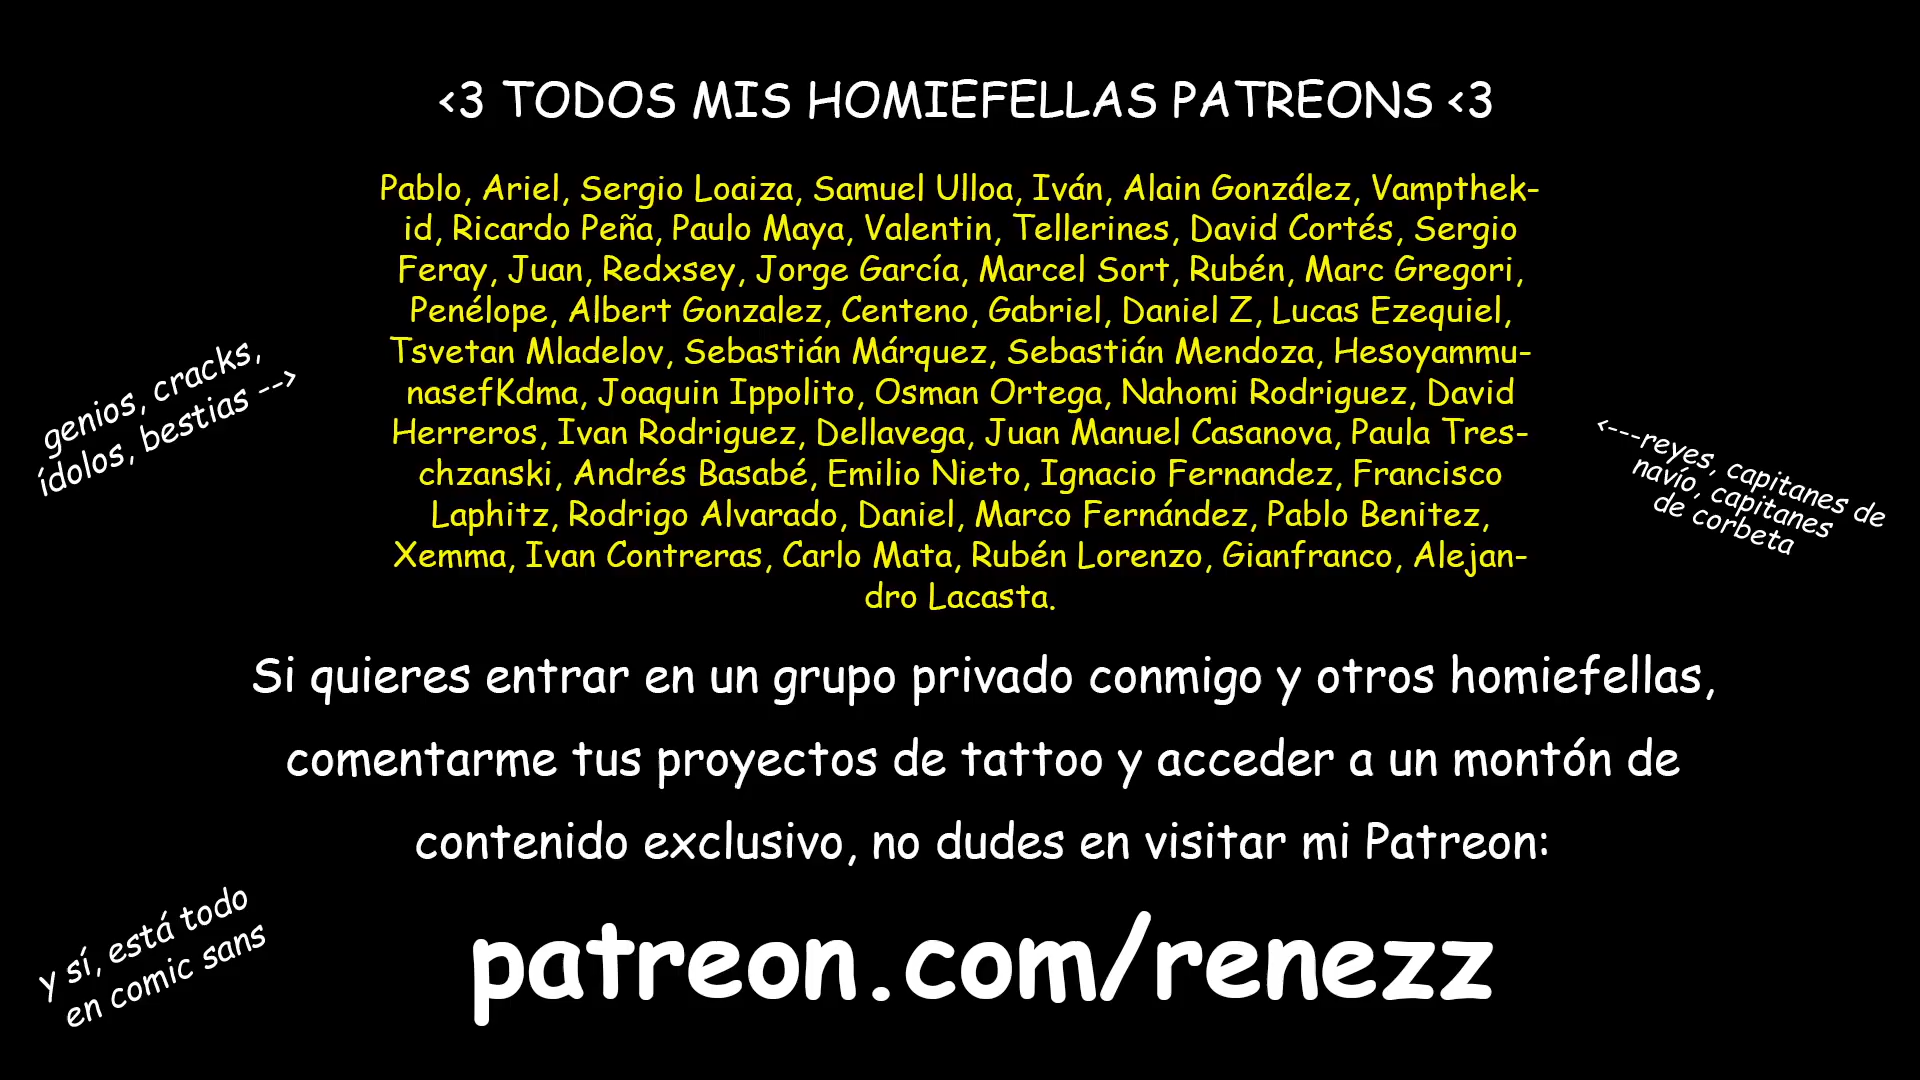 <3 TODOS MIS HOMIEFELLAS PATREONS <3
Pablo, Ariel, Sergio Loaiza, Samuel Ulloa, Iván, Alain González, Vampthek-
id, Ricardo Peña, Paulo Maya, Valentin, Tellerines, David Cortés, Sergio
Feray, Juan, Redxsey, Jorge García, Marcel Sort, Rubén, Marc Gregori,
Penélope, Albert Gonzalez, Centeno, Gabriel, Daniel Z, Lucas Ezequiel,
Tsvetan Mladelov, Sebastián Márquez, Sebastián Mendoza, Hesoyammu-
nasefKdma, Joaquin Ippolito, Osman Ortega, Nahomi Rodriguez, David
Herreros, Ivan Rodriguez, Dellavega, Juan Manuel Casanova, Paula Tres-
chzanski, Andrés Basabé, Emilio Nieto, Ignacio Fernandez, Francisco
Laphitz, Rodrigo Alvarado, Daniel, Marco Fernández, Pablo Benitez,
Xemma, Ivan Contreras, Carlo Mata, Rubén Lorenzo, Gianfranco, Alejan-
dro Lacasta.
genios, cracks,
ídolos, bestias -->
<---reyes, capitanes de
navío, capitanes
de corbeta
Si quieres entrar en un grupo privado conmigo y otros homiefellas,
comentarme tus proyectos de tattoo y acceder a un montón de
contenido exclusivo, no dudes en visitar mi Patreon:
y sí, está todo
en comic sans
patreon.com/renezz